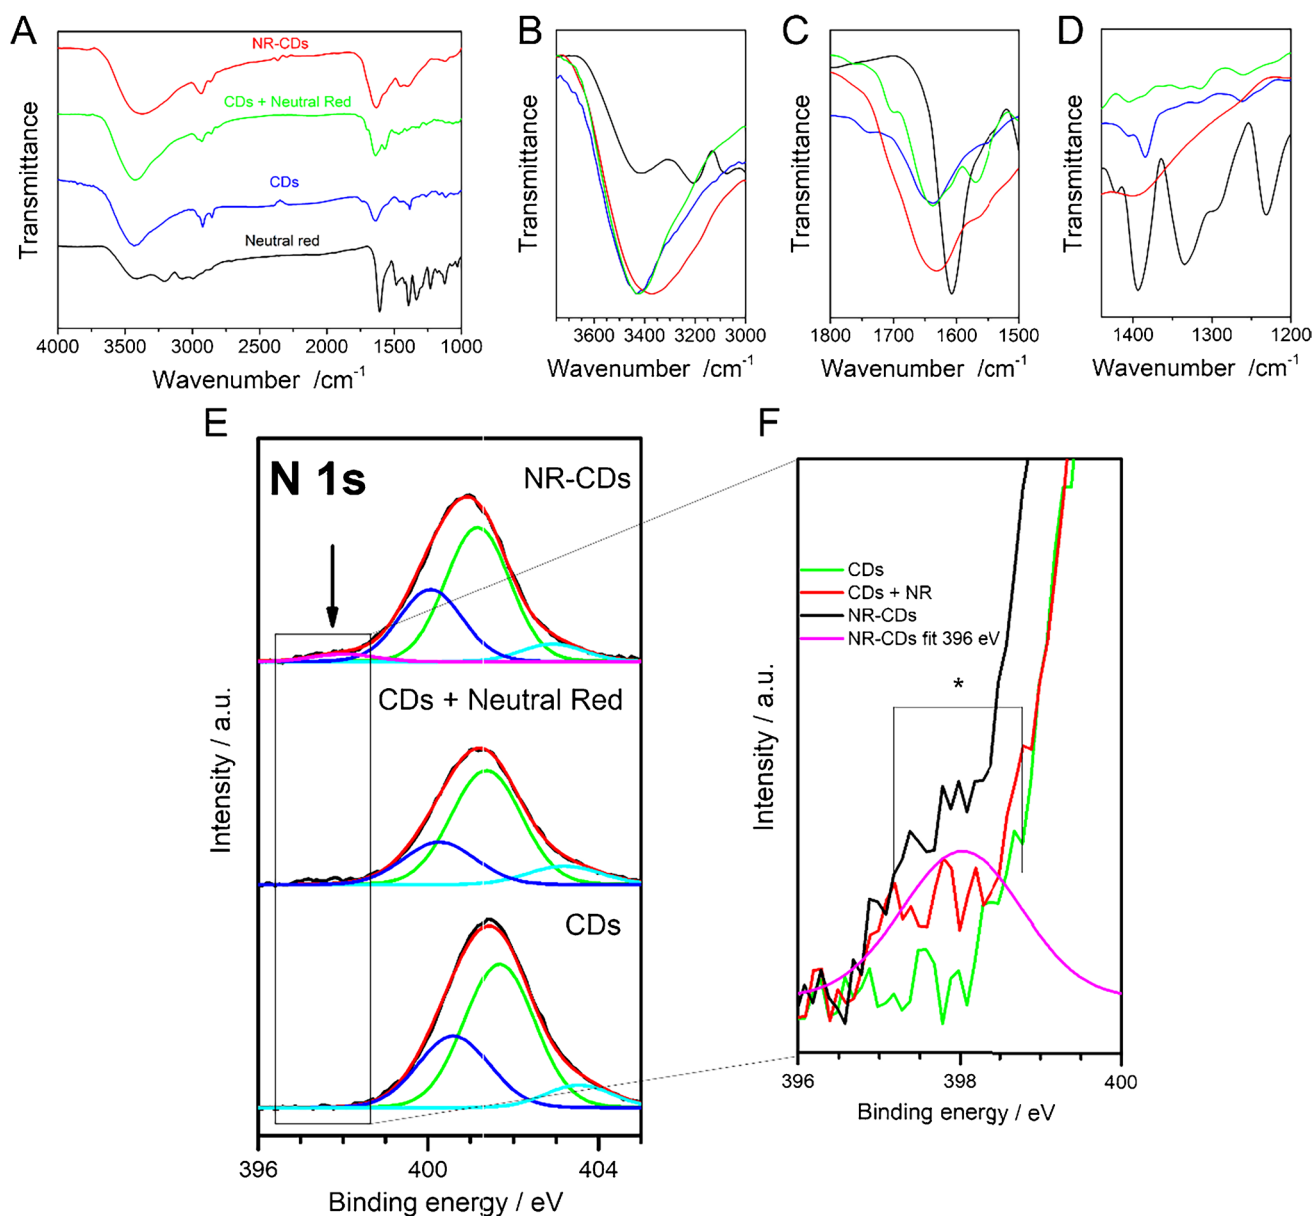 A
NR-CDs
CDs + Neutral Red
CDs
Neutral red
Transmittance
4000 3500 3000 2500 2000 1500 1000
Wavenumber /cm-1
B
Transmittance
3600 3400 3200 3000
Wavenumber /cm-1
C
Transmittance
1800 1700 1600 1500
Wavenumber /cm-1
D
Transmittance
1400 1300 1200
Wavenumber /cm-1
E
N 1s
NR-CDs
CDs + Neutral Red
CDs
Intensity / a.u.
396 400 404
Binding energy / eV
F
CDs
CDs + NR
NR-CDs
NR-CDs fit 396 eV
*
Intensity / a.u.
396 398 400
Binding energy / eV